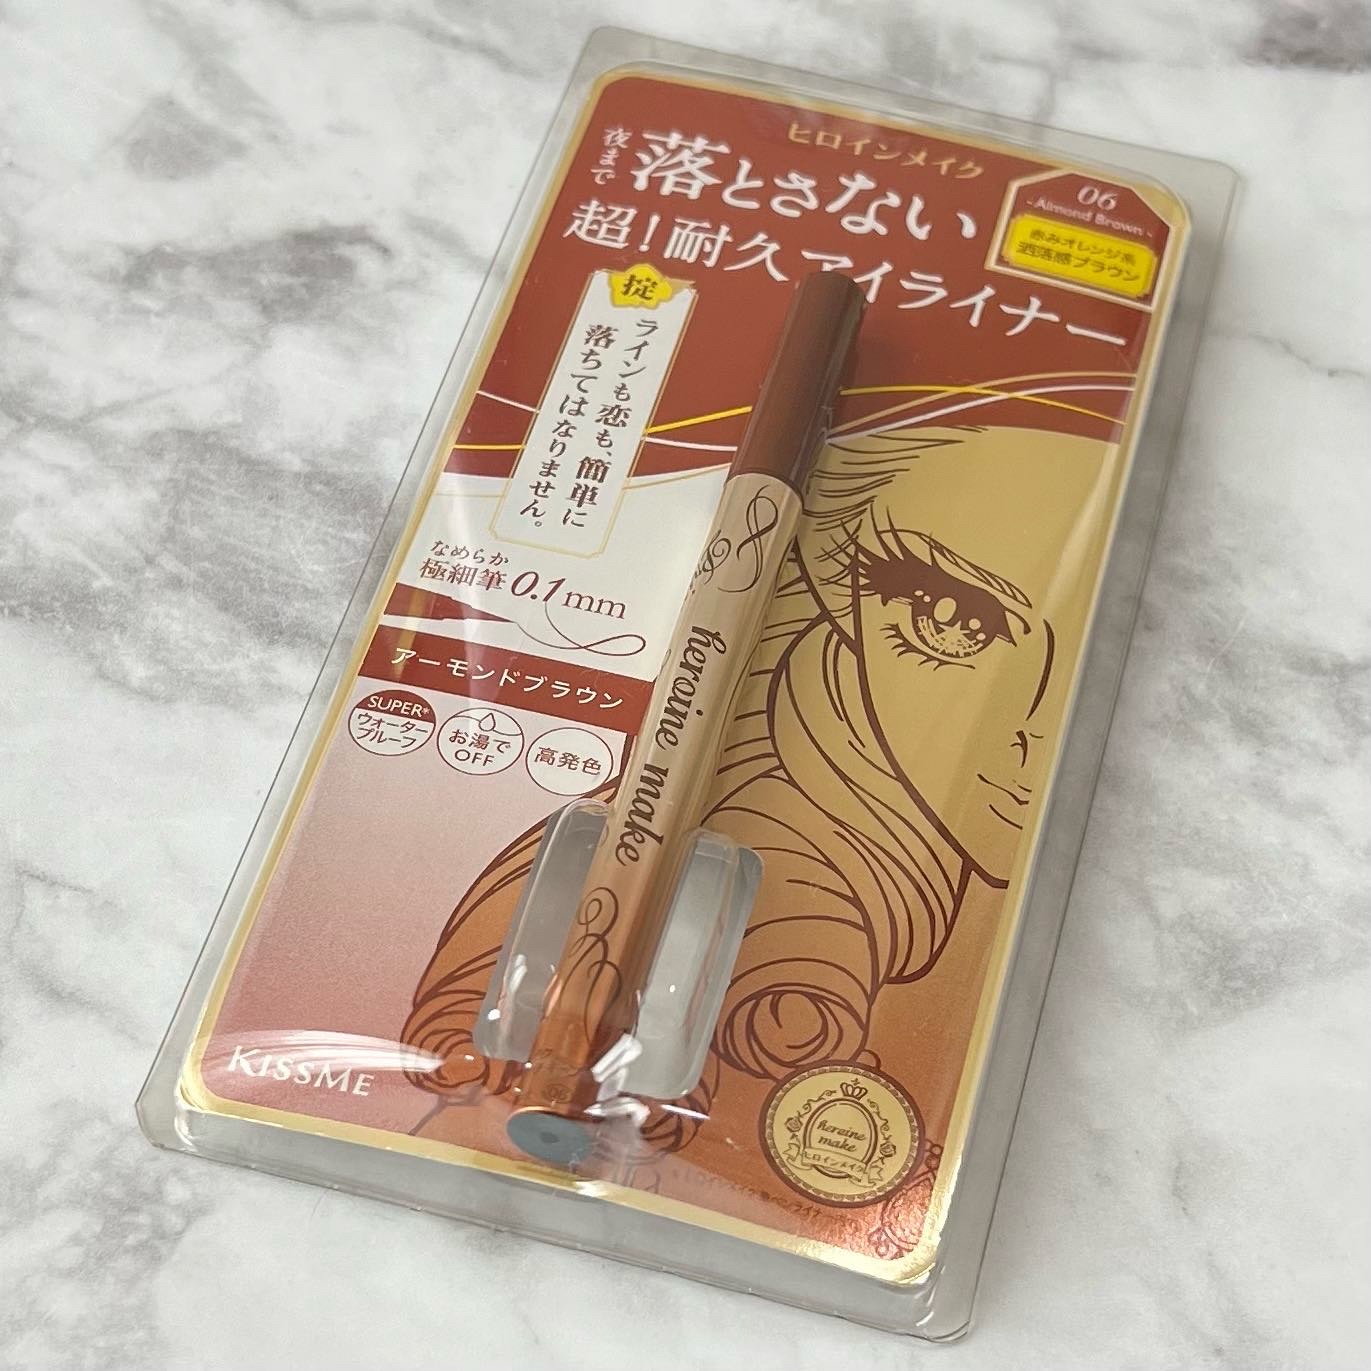 ヒロインメイク
夜まで
落とさない
超!耐久アイライナー
06
- Almond Brown -
赤みオレンジ系
洒落感ブラウン
掟
ラインも恋も、簡単に
落ちてはなりません。
なめらか
極細筆0.1mm
アーモンドブラウン
SUPER*
ウォーター
プルーフ
お湯で
OFF
高発色
heroine make
KISSME
heroine
make
ヒロインメイク